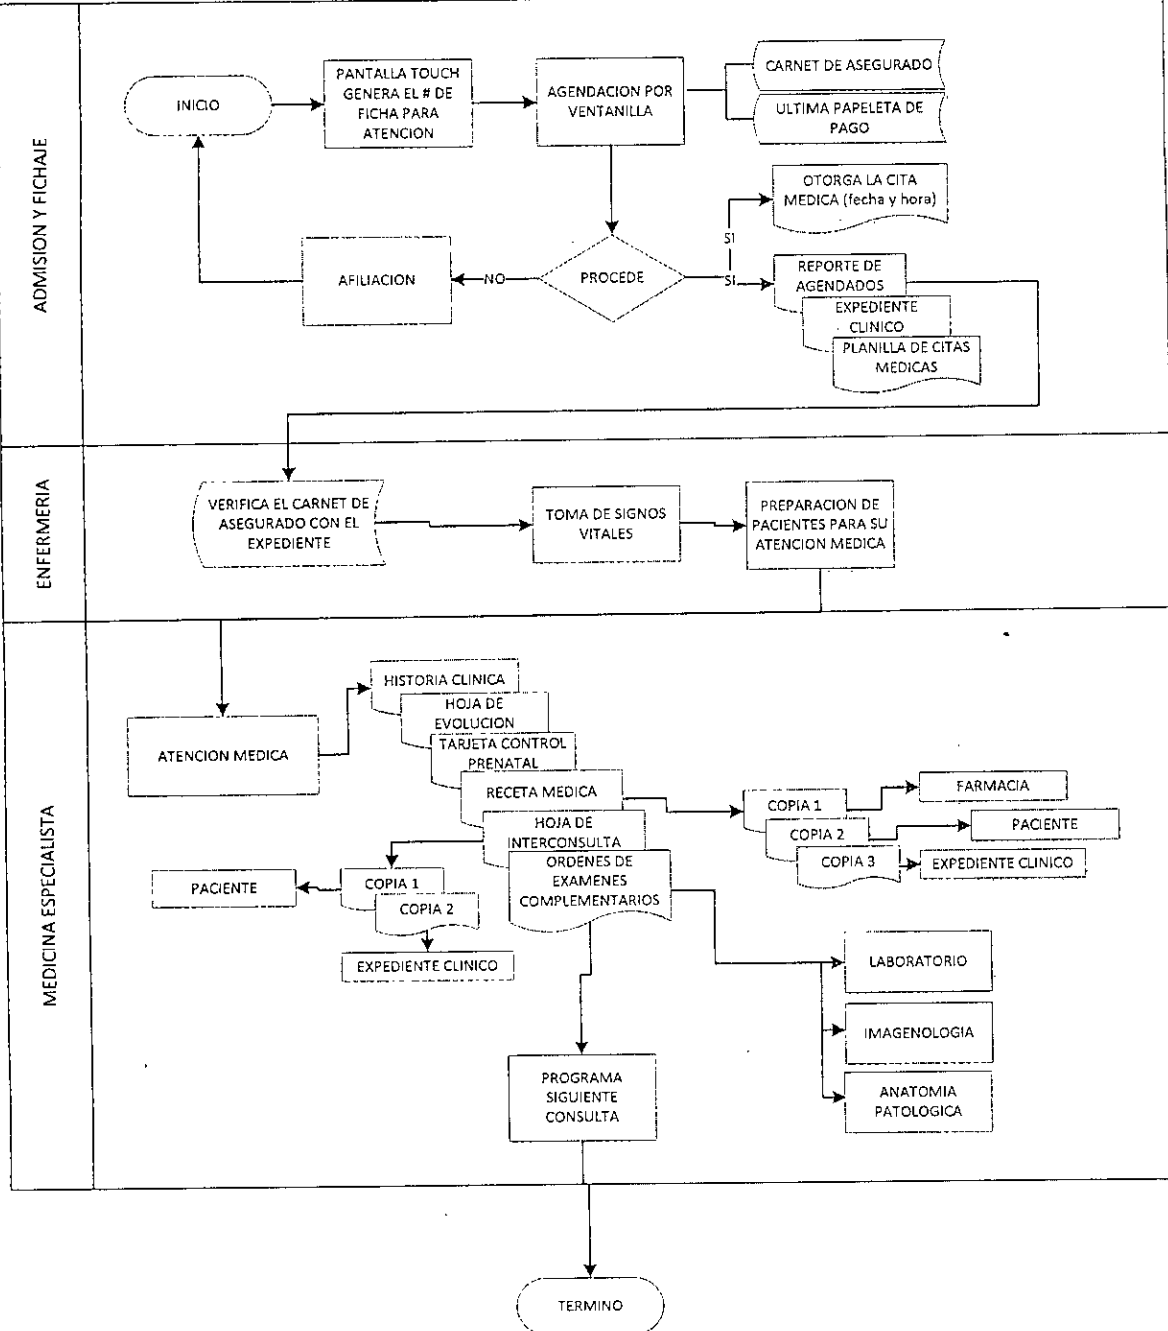 ADMISION Y FICHAJE
INICIO
PANTALLA TOUCH
GENERA EL # DE
FICHA PARA
ATENCION
AGENDACION POR
VENTANILLA
CARNET DE ASEGURADO
ULTIMA PAPELETA DE
PAGO
OTORGA LA CITA
MEDICA (fecha y hora)
SI
AFILIACION
NO
PROCEDE
SI
REPORTE DE
AGENDADOS
EXPEDIENTE
CLINICO
PLANILLA DE CITAS
MEDICAS
ENFERMERIA
VERIFICA EL CARNET DE
ASEGURADO CON EL
EXPEDIENTE
TOMA DE SIGNOS
VITALES
PREPARACION DE
PACIENTES PARA SU
ATENCION MEDICA
MEDICINA ESPECIALISTA
ATENCION MEDICA
HISTORIA CLINICA
HOJA DE
EVOLUCION
TARJETA CONTROL
PRENATAL
RECETA MEDICA
HOJA DE
INTERCONSULTA
ORDENES DE
EXAMENES
COMPLEMENTARIOS
COPIA 1
FARMACIA
COPIA 2
PACIENTE
COPIA 3
EXPEDIENTE CLINICO
PACIENTE
COPIA 1
COPIA 2
EXPEDIENTE CLINICO
LABORATORIO
IMAGENOLOGIA
ANATOMIA
PATOLOGICA
PROGRAMA
SIGUIENTE
CONSULTA
TERMINO